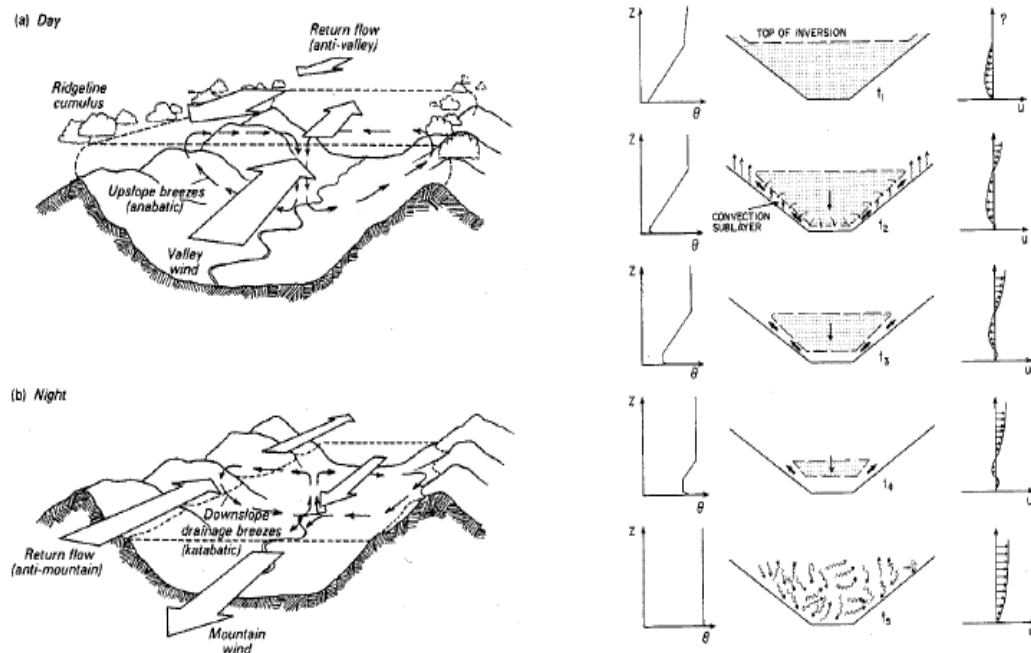 (a) Day
Return flow
(anti-valley)
Ridgeline
cumulus
Upslope breezes
(anabatic)
Valley
wind
(b) Night
Downslope
drainage breezes
(katabatic)
Return flow
(anti-mountain)
Mountain
wind
Z
θ
TOP OF INVERSION
t1
?
u
Z
θ
CONVECTION
SUBLAYER
t2
u
Z
θ
t3
u
Z
θ
t4
u
Z
θ
t5